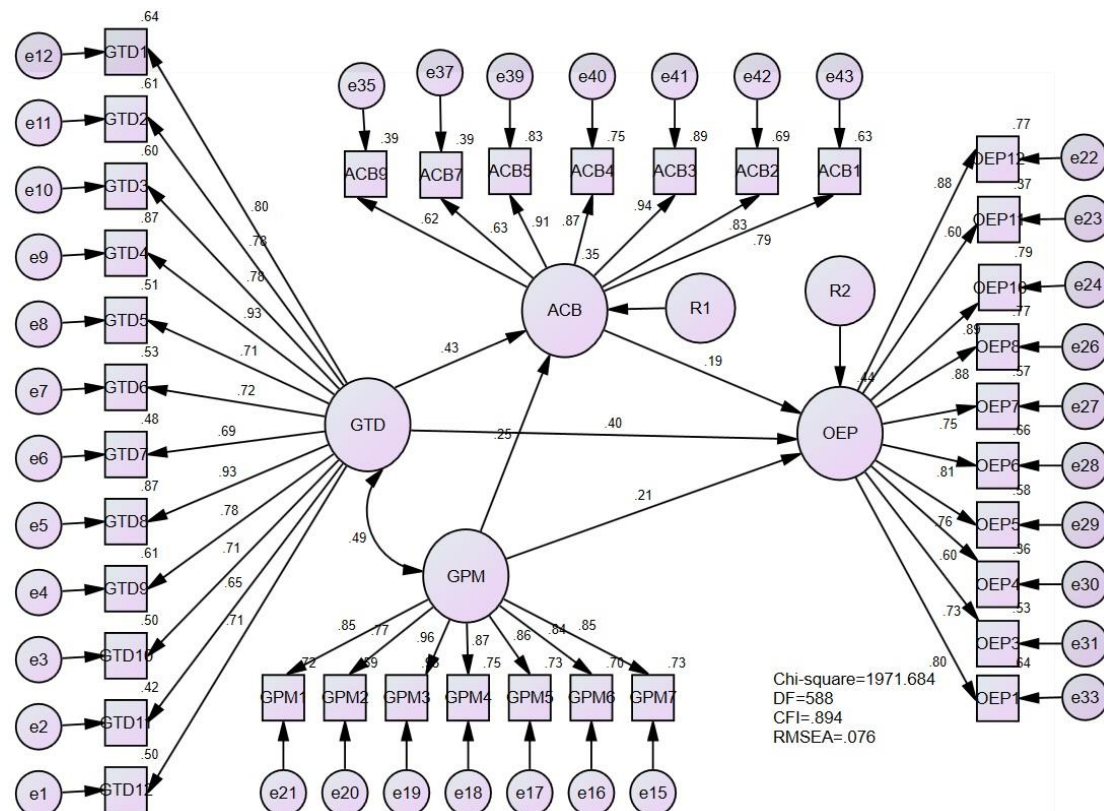 .64
e12 GTD1
.61
e11 GTD2
.60
e10 GTD3
.87
e9 GTD4
.51
e8 GTD5
.53
e7 GTD6
.48
e6 GTD7
.87
e5 GTD8
.61
e4 GTD9
.50
e3 GTD10
.42
e2 GTD11
.50
e1 GTD12
.80
.78
.78
.93
.71
.72
.69
.93
.78
.71
.65
.71
GTD
e35 e37 e39 e40 e41 e42 e43
.39 .39 .83 .75 .89 .69 .63
ACB9 ACB7 ACB5 ACB4 ACB3 ACB2 ACB1
.62 .63 .91 .87 .94 .83 .79
.35
ACB
R1
R2
.43
.19
.25
.40
.21
.49
.44
OEP
GPM
.85 .77 .96 .87 .86 .84 .85
.72 .75 .73 .70 .73
GPM1 GPM2 GPM3 GPM4 GPM5 GPM6 GPM7
e21 e20 e19 e18 e17 e16 e15
.88
.60
.89
.88
.75
.81
.76
.60
.73
.80
.77
OEP12 e22
.37
OEP11 e23
.79
OEP10 e24
.77
OEP8 e26
.57
OEP7 e27
.66
OEP6 e28
.58
OEP5 e29
.36
OEP4 e30
.53
OEP3 e31
.64
OEP1 e33
Chi-square=1971.684
DF=588
CFI=.894
RMSEA=.076